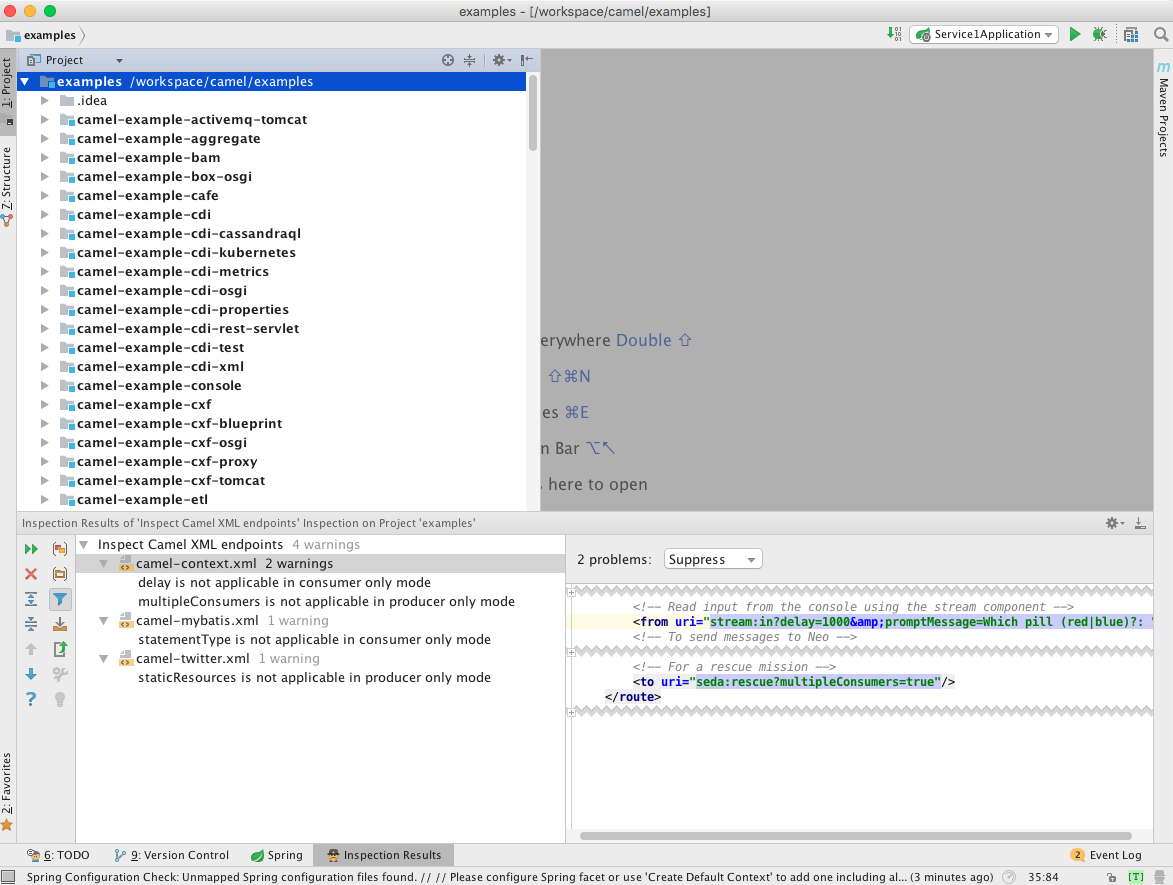 examples - [/workspace/camel/examples]
examples
Service1Application
1: Project
Project
examples /workspace/camel/examples
.idea
camel-example-activemq-tomcat
camel-example-aggregate
camel-example-bam
camel-example-box-osgi
camel-example-cafe
camel-example-cdi
camel-example-cdi-cassandraql
camel-example-cdi-kubernetes
camel-example-cdi-metrics
camel-example-cdi-osgi
camel-example-cdi-properties
camel-example-cdi-rest-servlet
camel-example-cdi-test
camel-example-cdi-xml
camel-example-console
camel-example-cxf
camel-example-cxf-blueprint
camel-example-cxf-osgi
camel-example-cxf-proxy
camel-example-cxf-tomcat
camel-example-etl
7: Structure
2: Favorites
erywhere Double ⇧
⇧⌘N
es ⌘E
n Bar ⌥↖
here to open
Maven Projects
Inspection Results of 'Inspect Camel XML endpoints' Inspection on Project 'examples'
Inspect Camel XML endpoints 4 warnings
camel-context.xml 2 warnings
delay is not applicable in consumer only mode
multipleConsumers is not applicable in producer only mode
camel-mybatis.xml 1 warning
statementType is not applicable in consumer only mode
camel-twitter.xml 1 warning
staticResources is not applicable in producer only mode
2 problems: Suppress
<!-- Read input from the console using the stream component -->
<from uri="stream:in?delay=1000&amp;promptMessage=Which pill (red|blue)?: '
<!-- To send messages to Neo -->
<!-- For a rescue mission -->
<to uri="seda:rescue?multipleConsumers=true"/>
</route>
6: TODO
9: Version Control
Spring
Inspection Results
2 Event Log
Spring Configuration Check: Unmapped Spring configuration files found. // // Please configure Spring facet or use 'Create Default Context' to add one including al... (3 minutes ago)
35:84
[T]